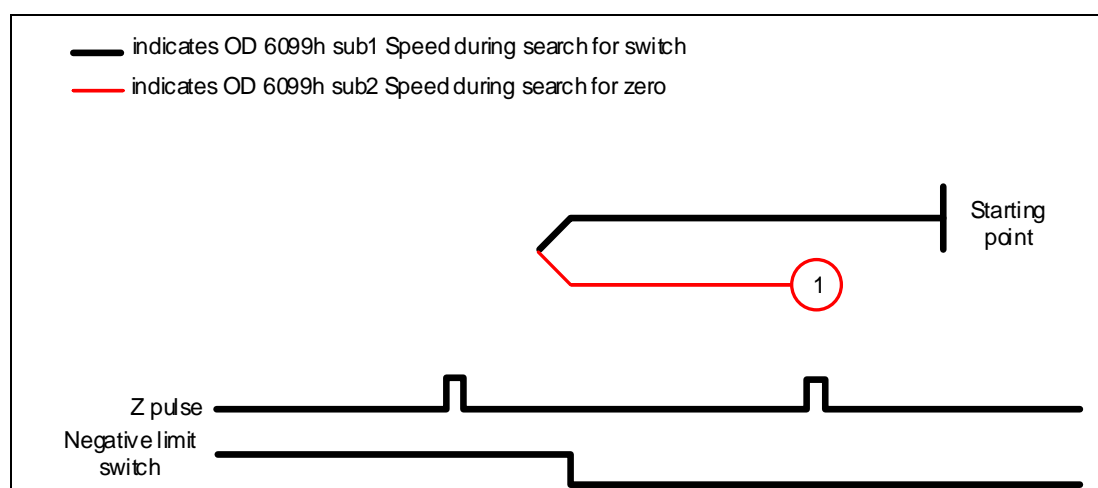 indicates OD 6099h sub1 Speed during search for switch
indicates OD 6099h sub2 Speed during search for zero
Starting
point
1
Z pulse
Negative limit
switch